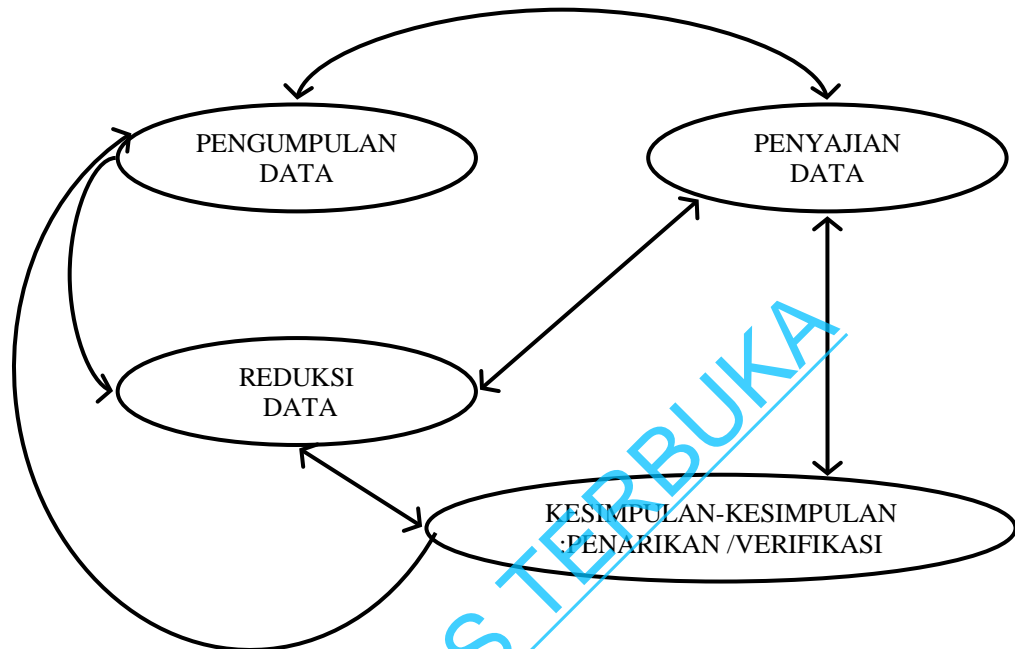 PENGUMPULAN
DATA
PENYAJIAN
DATA
REDUKSI
DATA
KESIMPULAN-KESIMPULAN
:PENARIKAN /VERIFIKASI
S TERBUKA